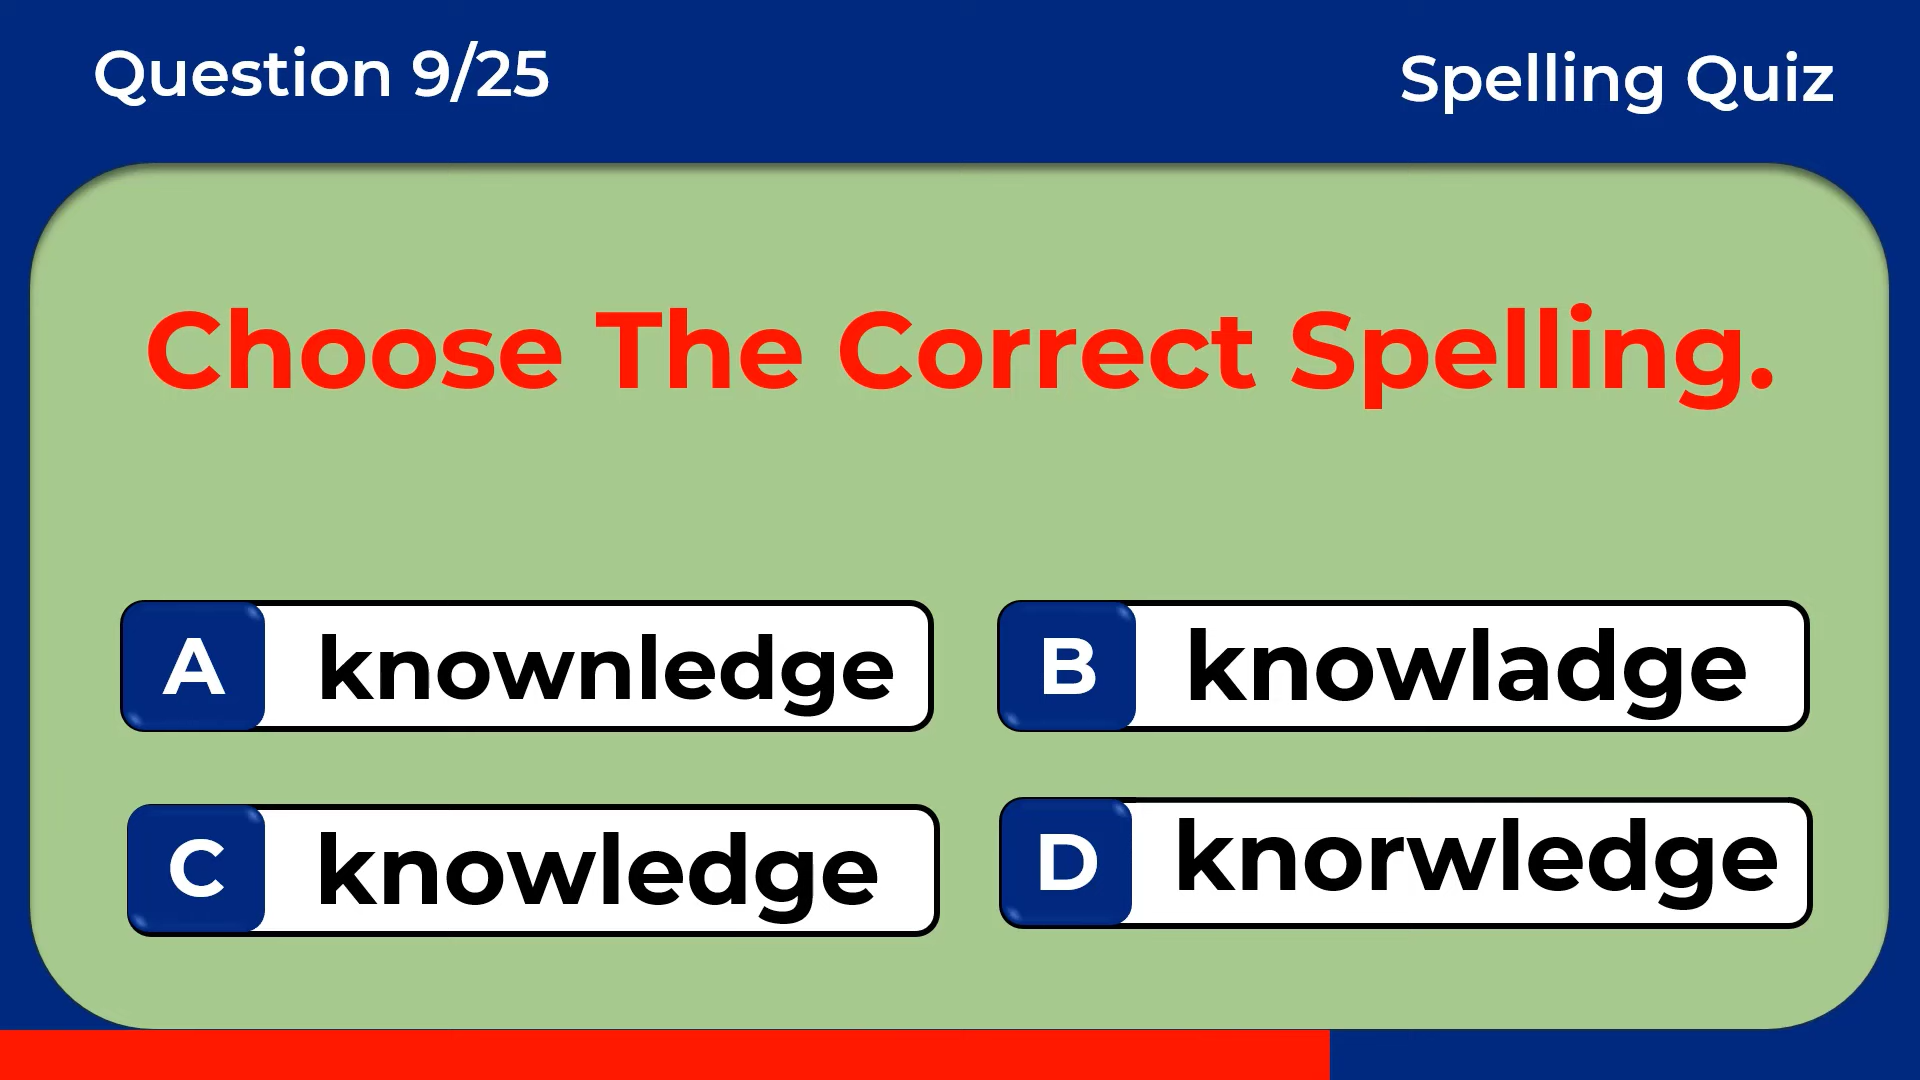 Question 9/25
Spelling Quiz
Choose The Correct Spelling.
A knownledge
B knowladge
C knowledge
D knorwledge